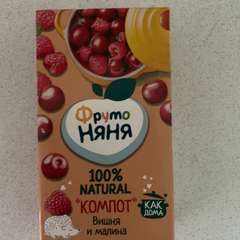 Фруто
НЯНЯ
100%
NATURAL
"КОМПОТ"
КАК
ДОМА
Вишня
и малина